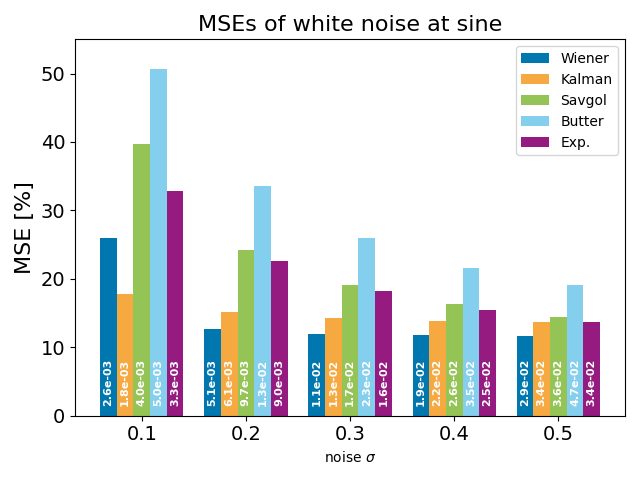 MSEs of white noise at sine
MSE [%]
50
40
30
20
10
0
Wiener
Kalman
Savgol
Butter
Exp.
2.6e-03
1.8e-03
4.0e-03
5.0e-03
3.3e-03
5.1e-03
6.1e-03
9.7e-03
1.3e-02
9.0e-03
1.1e-02
1.3e-02
1.7e-02
2.3e-02
1.6e-02
1.9e-02
2.2e-02
2.6e-02
3.5e-02
2.5e-02
2.9e-02
3.4e-02
3.6e-02
4.7e-02
3.4e-02
0.1 0.2 0.3 0.4 0.5
noise σ